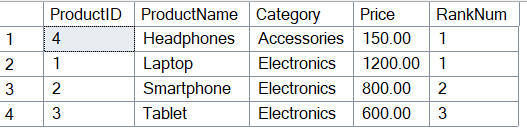 ProductID ProductName Category Price RankNum
1 4 Headphones Accessories 150.00 1
2 1 Laptop Electronics 1200.00 1
3 2 Smartphone Electronics 800.00 2
4 3 Tablet Electronics 600.00 3